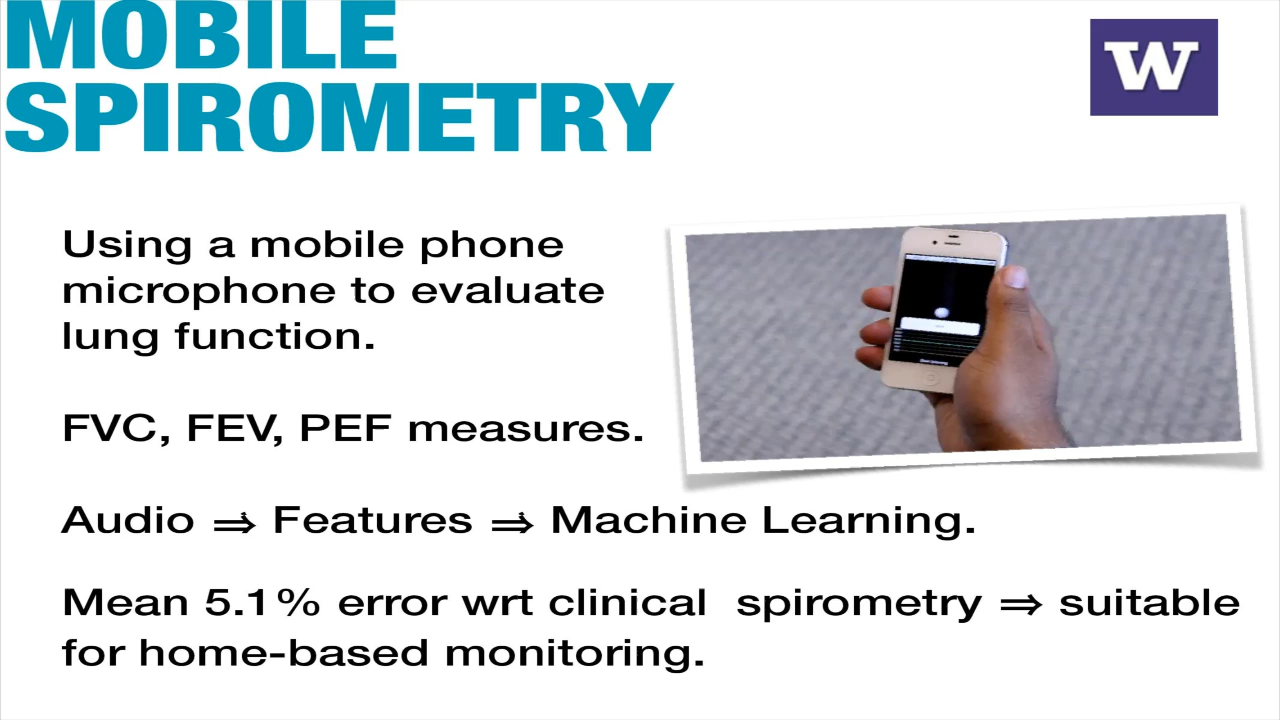 MOBILE
SPIROMETRY
W
Using a mobile phone
microphone to evaluate
lung function.
FVC, FEV, PEF measures.
Audio ⇒ Features ⇒ Machine Learning.
Mean 5.1% error wrt clinical spirometry ⇒ suitable
for home-based monitoring.